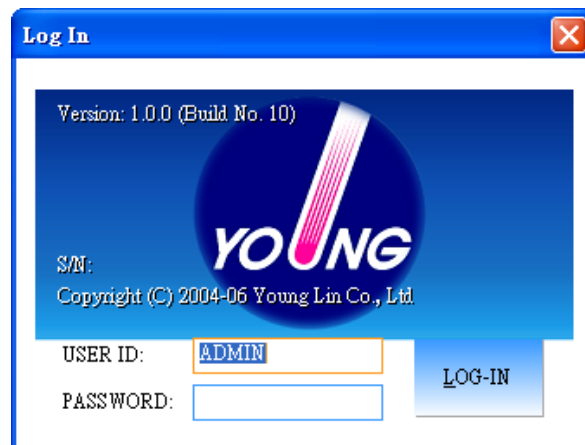 Log In
Version: 1.0.0 (Build No. 10)
YOUNG
S/N:
Copyright (C) 2004-06 Young Lin Co., Ltd
USER ID:
ADMIN
LOG-IN
PASSWORD: